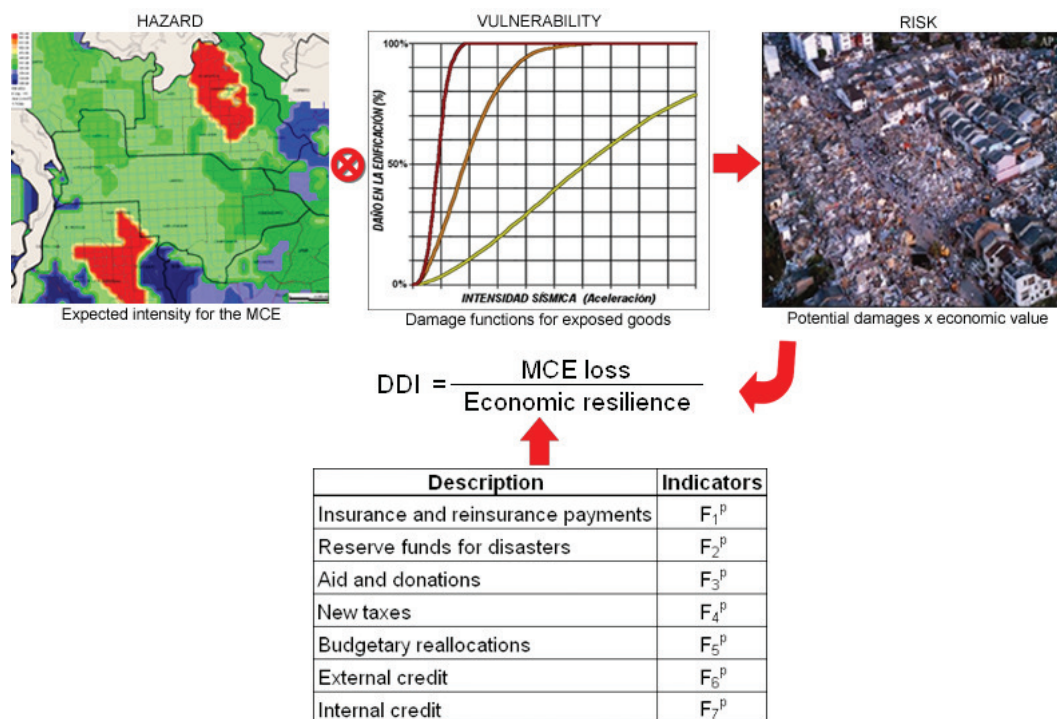 HAZARD
VULNERABILITY
RISK
100%
50%
0%
DAÑO EN LA EDIFICACIÓN (%)
INTENSIDAD SÍSMICA (Aceleración)
AP
Expected intensity for the MCE
Damage functions for exposed goods
Potential damages x economic value
DDI = MCE loss
Economic resilience
Description Indicators
Insurance and reinsurance payments F₁ᵖ
Reserve funds for disasters F₂ᵖ
Aid and donations F₃ᵖ
New taxes F₄ᵖ
Budgetary reallocations F₅ᵖ
External credit F₆ᵖ
Internal credit F₇ᵖ